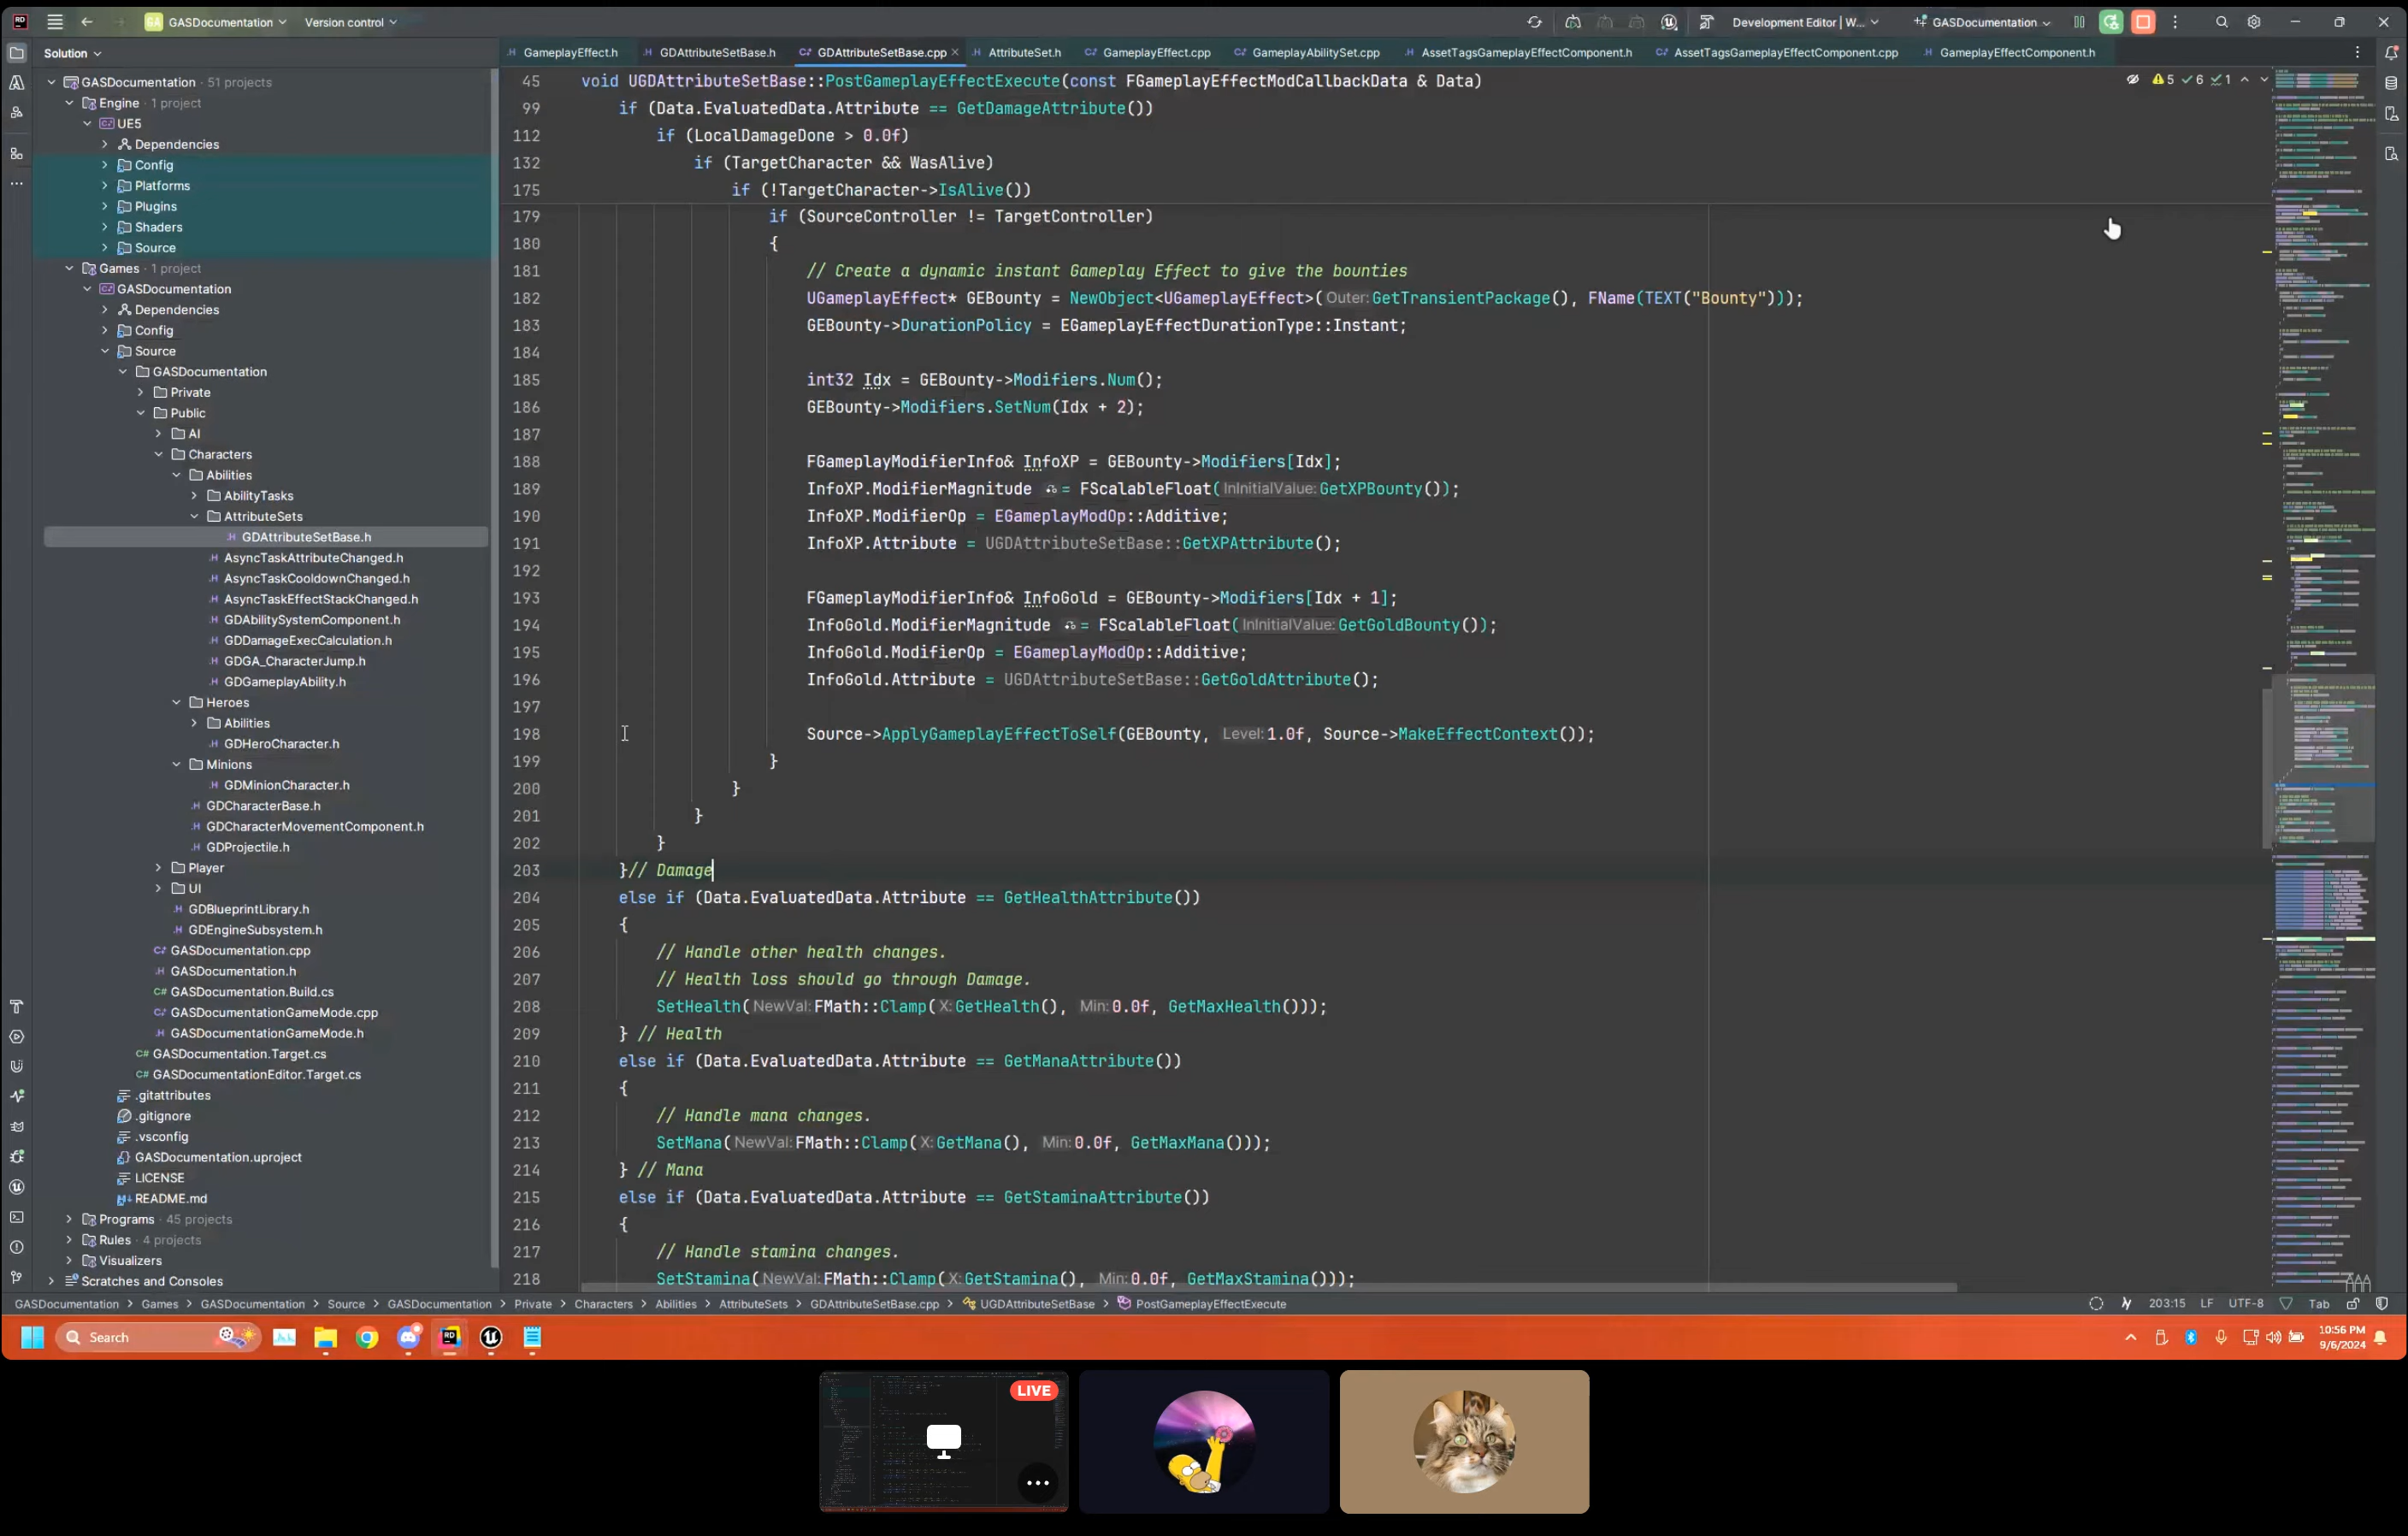 GA GASDocumentation Version control Development Editor | W... GASDocumentation
Solution
GameplayEffect.h GDAttributeSetBase.h GDAttributeSetBase.cpp AttributeSet.h GameplayEffect.cpp GameplayAbilitySet.cpp AssetTagsGameplayEffectComponent.h AssetTagsGameplayEffectComponent.cpp GameplayEffectComponent.h
GASDocumentation · 51 projects
Engine · 1 project
UE5
Dependencies
Config
Platforms
Plugins
Shaders
Source
Games · 1 project
GASDocumentation
Dependencies
Config
Source
GASDocumentation
Private
Public
AI
Characters
Abilities
AbilityTasks
AttributeSets
GDAttributeSetBase.h
AsyncTaskAttributeChanged.h
AsyncTaskCooldownChanged.h
AsyncTaskEffectStackChanged.h
GDAbilitySystemComponent.h
GDDamageExecCalculation.h
GDGA_CharacterJump.h
GDGameplayAbility.h
Heroes
Abilities
GDHeroCharacter.h
Minions
GDMinionCharacter.h
GDCharacterBase.h
GDCharacterMovementComponent.h
GDProjectile.h
Player
UI
GDBlueprintLibrary.h
GDEngineSubsystem.h
GASDocumentation.cpp
GASDocumentation.h
GASDocumentation.Build.cs
GASDocumentationGameMode.cpp
GASDocumentationGameMode.h
GASDocumentation.Target.cs
GASDocumentationEditor.Target.cs
.gitattributes
.gitignore
.vsconfig
GASDocumentation.uproject
LICENSE
README.md
Programs · 45 projects
Rules · 4 projects
Visualizers
Scratches and Consoles
5 6 1
45 void UGDAttributeSetBase::PostGameplayEffectExecute(const FGameplayEffectModCallbackData & Data)
99 if (Data.EvaluatedData.Attribute == GetDamageAttribute())
112 if (LocalDamageDone > 0.0f)
132 if (TargetCharacter && WasAlive)
175 if (!TargetCharacter->IsAlive())
179 if (SourceController != TargetController)
180 {
181 // Create a dynamic instant Gameplay Effect to give the bounties
182 UGameplayEffect* GEBounty = NewObject<UGameplayEffect>(Outer: GetTransientPackage(), FName(TEXT("Bounty")));
183 GEBounty->DurationPolicy = EGameplayEffectDurationType::Instant;
184
185 int32 Idx = GEBounty->Modifiers.Num();
186 GEBounty->Modifiers.SetNum(Idx + 2);
187
188 FGameplayModifierInfo& InfoXP = GEBounty->Modifiers[Idx];
189 InfoXP.ModifierMagnitude = FScalableFloat(InInitialValue: GetXPBounty());
190 InfoXP.ModifierOp = EGameplayModOp::Additive;
191 InfoXP.Attribute = UGDAttributeSetBase::GetXPAttribute();
192
193 FGameplayModifierInfo& InfoGold = GEBounty->Modifiers[Idx + 1];
194 InfoGold.ModifierMagnitude = FScalableFloat(InInitialValue: GetGoldBounty());
195 InfoGold.ModifierOp = EGameplayModOp::Additive;
196 InfoGold.Attribute = UGDAttributeSetBase::GetGoldAttribute();
197
198 Source->ApplyGameplayEffectToSelf(GEBounty, Level: 1.0f, Source->MakeEffectContext());
199 }
200 }
201 }
202 }
203 }// Damage
204 else if (Data.EvaluatedData.Attribute == GetHealthAttribute())
205 {
206 // Handle other health changes.
207 // Health loss should go through Damage.
208 SetHealth(NewVal: FMath::Clamp(X: GetHealth(), Min: 0.0f, GetMaxHealth()));
209 } // Health
210 else if (Data.EvaluatedData.Attribute == GetManaAttribute())
211 {
212 // Handle mana changes.
213 SetMana(NewVal: FMath::Clamp(X: GetMana(), Min: 0.0f, GetMaxMana()));
214 } // Mana
215 else if (Data.EvaluatedData.Attribute == GetStaminaAttribute())
216 {
217 // Handle stamina changes.
218 SetStamina(NewVal: FMath::Clamp(X: GetStamina(), Min: 0.0f, GetMaxStamina()));
GASDocumentation > Games > GASDocumentation > Source > GASDocumentation > Private > Characters > Abilities > AttributeSets > GDAttributeSetBase.cpp > UGDAttributeSetBase > PostGameplayEffectExecute
203:15 LF UTF-8 Tab
Search
10:56 PM
9/6/2024
LIVE